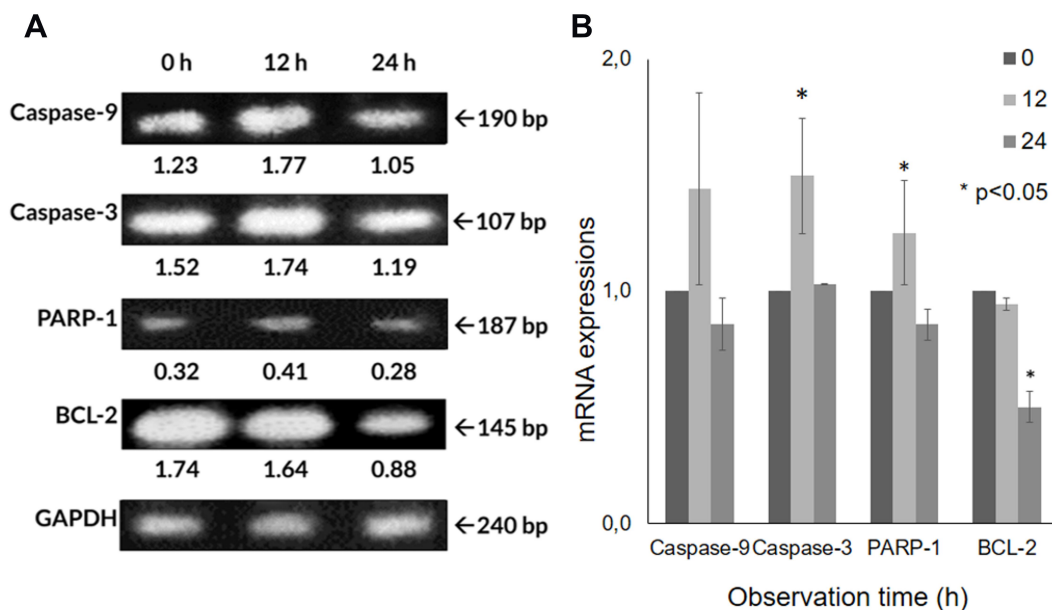 A
0 h 12 h 24 h
Caspase-9 ←190 bp
1.23 1.77 1.05
Caspase-3 ←107 bp
1.52 1.74 1.19
PARP-1 ←187 bp
0.32 0.41 0.28
BCL-2 ←145 bp
1.74 1.64 0.88
GAPDH ←240 bp
B
2,0
1,0
0,0
mRNA expressions
* * *
0
12
24
* p<0.05
Caspase-9 Caspase-3 PARP-1 BCL-2
Observation time (h)